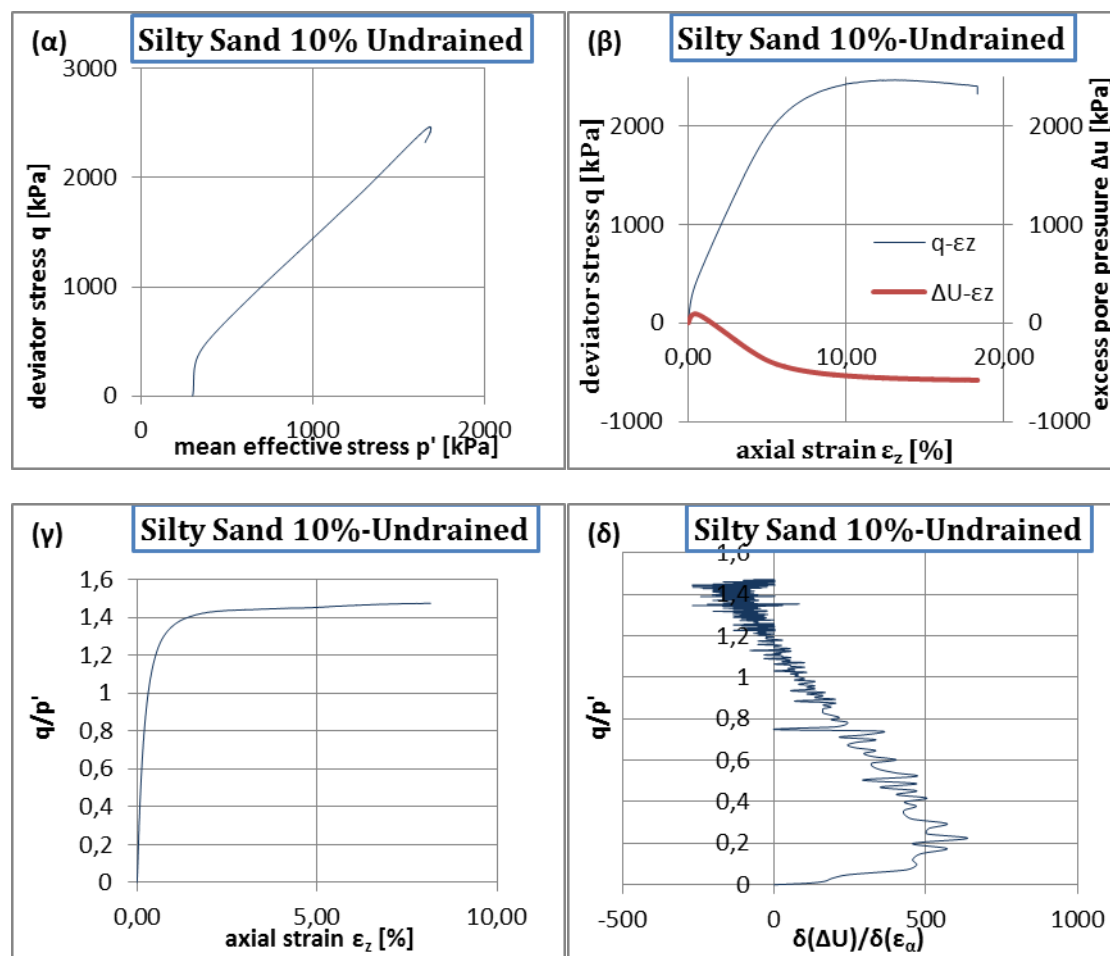 (α)
Silty Sand 10% Undrained
3000
2000
1000
0
0
1000
2000
deviator stress q [kPa]
mean effective stress p' [kPa]
(β)
Silty Sand 10%-Undrained
2000
1000
0
-1000
2000
1000
0
-1000
0,00
10,00
20,00
q-εz
ΔU-εz
deviator stress q [kPa]
excess pore presuure Δu [kPa]
axial strain εz [%]
(γ)
Silty Sand 10%-Undrained
1,6
1,4
1,2
1
0,8
0,6
0,4
0,2
0
0,00
5,00
10,00
q/p'
axial strain εz [%]
(δ)
Silty Sand 10%-Undrained
1,6
1,4
1,2
1
0,8
0,6
0,4
0,2
0
-500
0
500
1000
q/p'
δ(ΔU)/δ(εα)